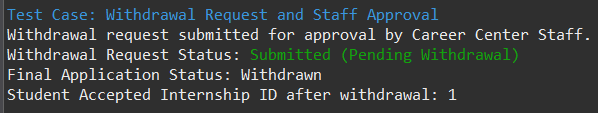 Test Case: Withdrawal Request and Staff Approval
Withdrawal request submitted for approval by Career Center Staff.
Withdrawal Request Status: Submitted (Pending Withdrawal)
Final Application Status: Withdrawn
Student Accepted Internship ID after withdrawal: 1